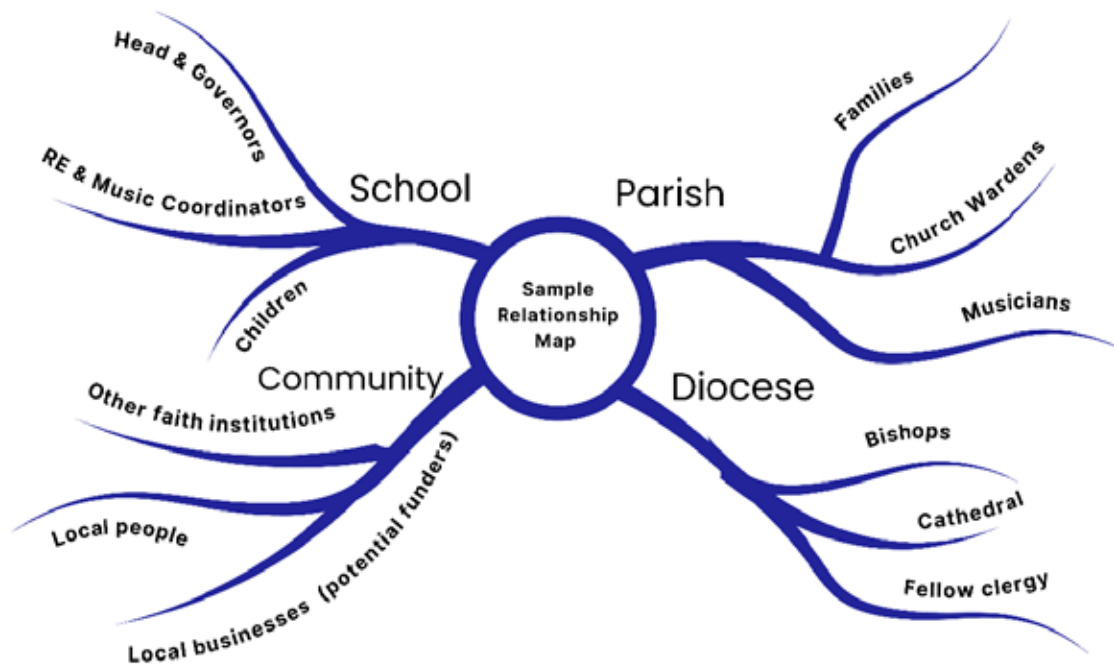 Head & Governors
RE & Music Coordinators
School
Children
Parish
Families
Church Wardens
Musicians
Sample
Relationship
Map
Community
Other faith institutions
Local people
Local businesses (potential funders)
Diocese
Bishops
Cathedral
Fellow clergy